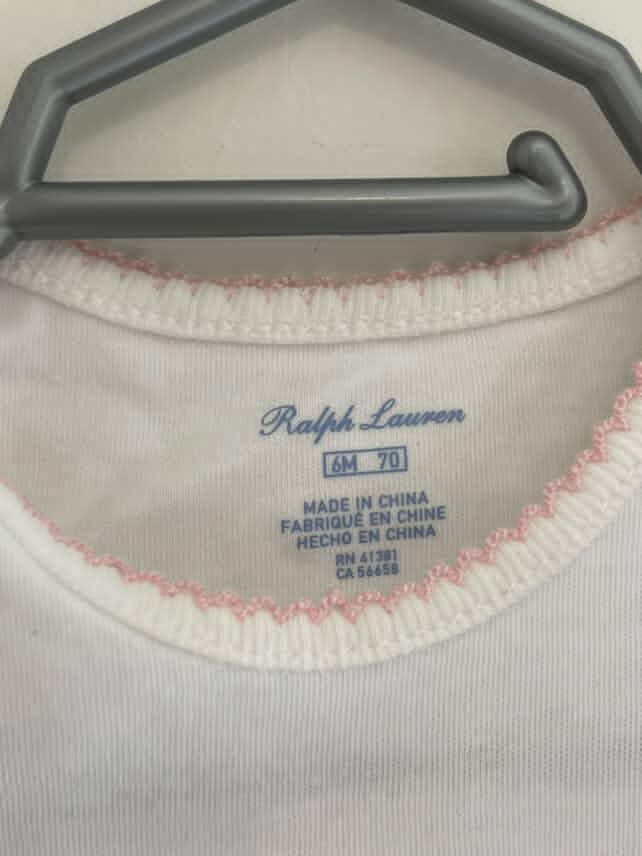 Ralph Lauren
6M 70
MADE IN CHINA
FABRIQUÉ EN CHINE
HECHO EN CHINA
RN 41381
CA 56658